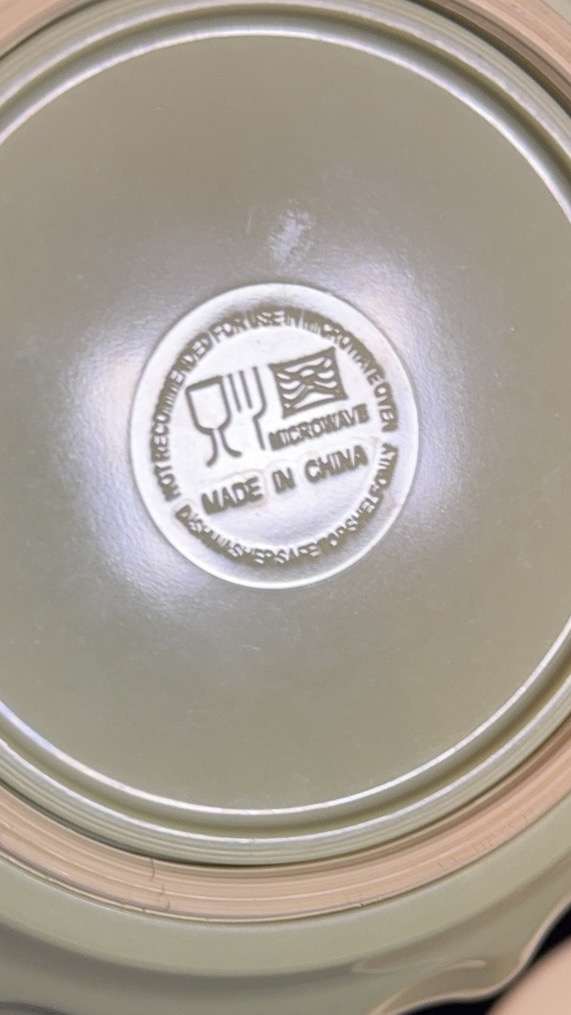 NOT RECOMMENDED FOR USE IN MICROWAVE OVEN
MICROWAVE
MADE IN CHINA
DISHWASHER SAFE TOP SHELF ONLY